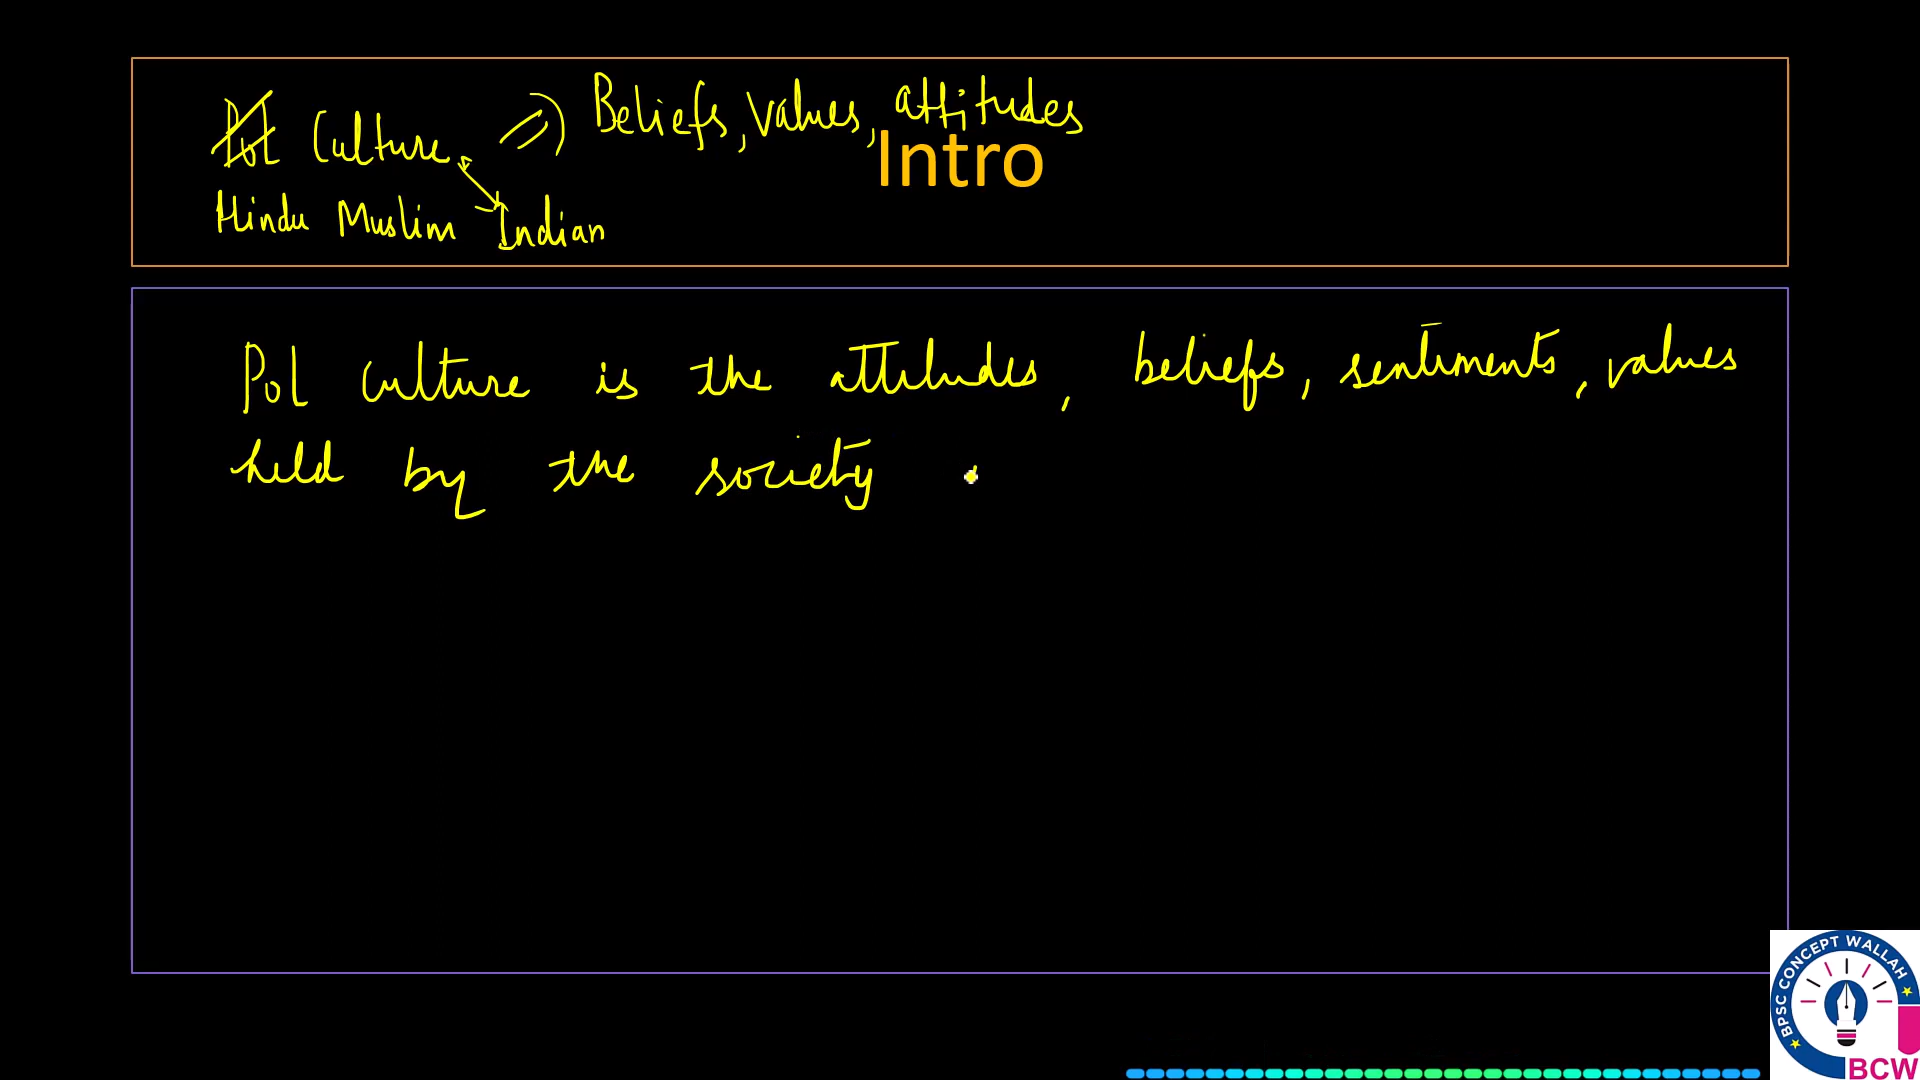 Pol Culture => Beliefs, Values, attitudes
Intro
Hindu Muslim Indian
Pol culture is the attitudes, beliefs, sentiments, values
held by the society
BPSC CONCEPT WALLAH
BCW